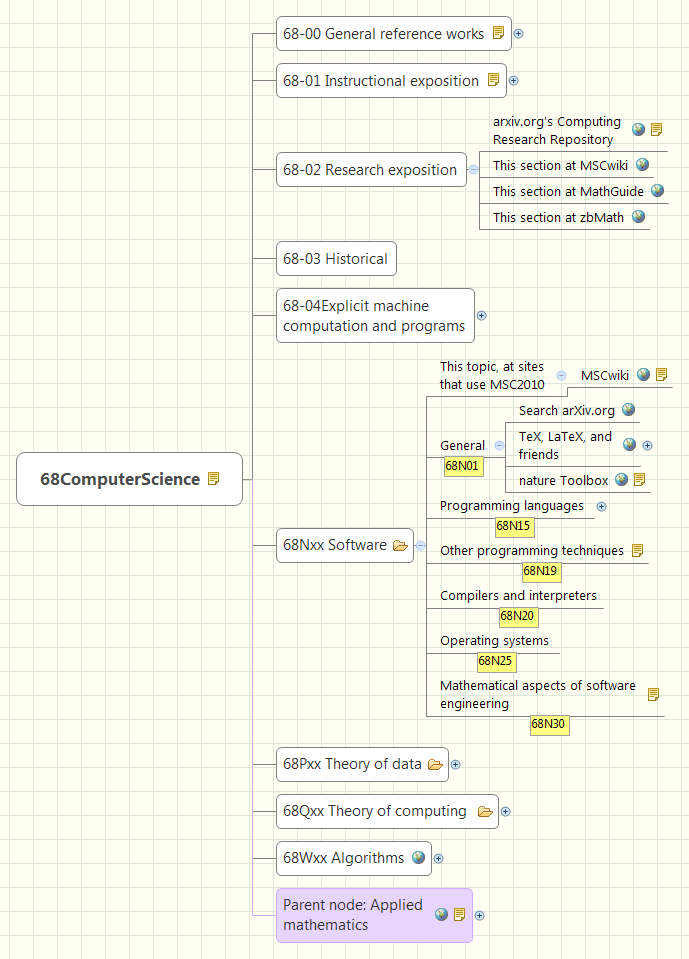 68-00 General reference works
68-01 Instructional exposition
arxiv.org's Computing
Research Repository
68-02 Research exposition
This section at MSCwiki
This section at MathGuide
This section at zbMath
68-03 Historical
68-04Explicit machine
computation and programs
This topic, at sites
that use MSC2010
MSCwiki
Search arXiv.org
General
68N01
TeX, LaTeX, and
friends
nature Toolbox
68ComputerScience
Programming languages
68N15
68Nxx Software
Other programming techniques
68N19
Compilers and interpreters
68N20
Operating systems
68N25
Mathematical aspects of software
engineering
68N30
68Pxx Theory of data
68Qxx Theory of computing
68Wxx Algorithms
Parent node: Applied
mathematics